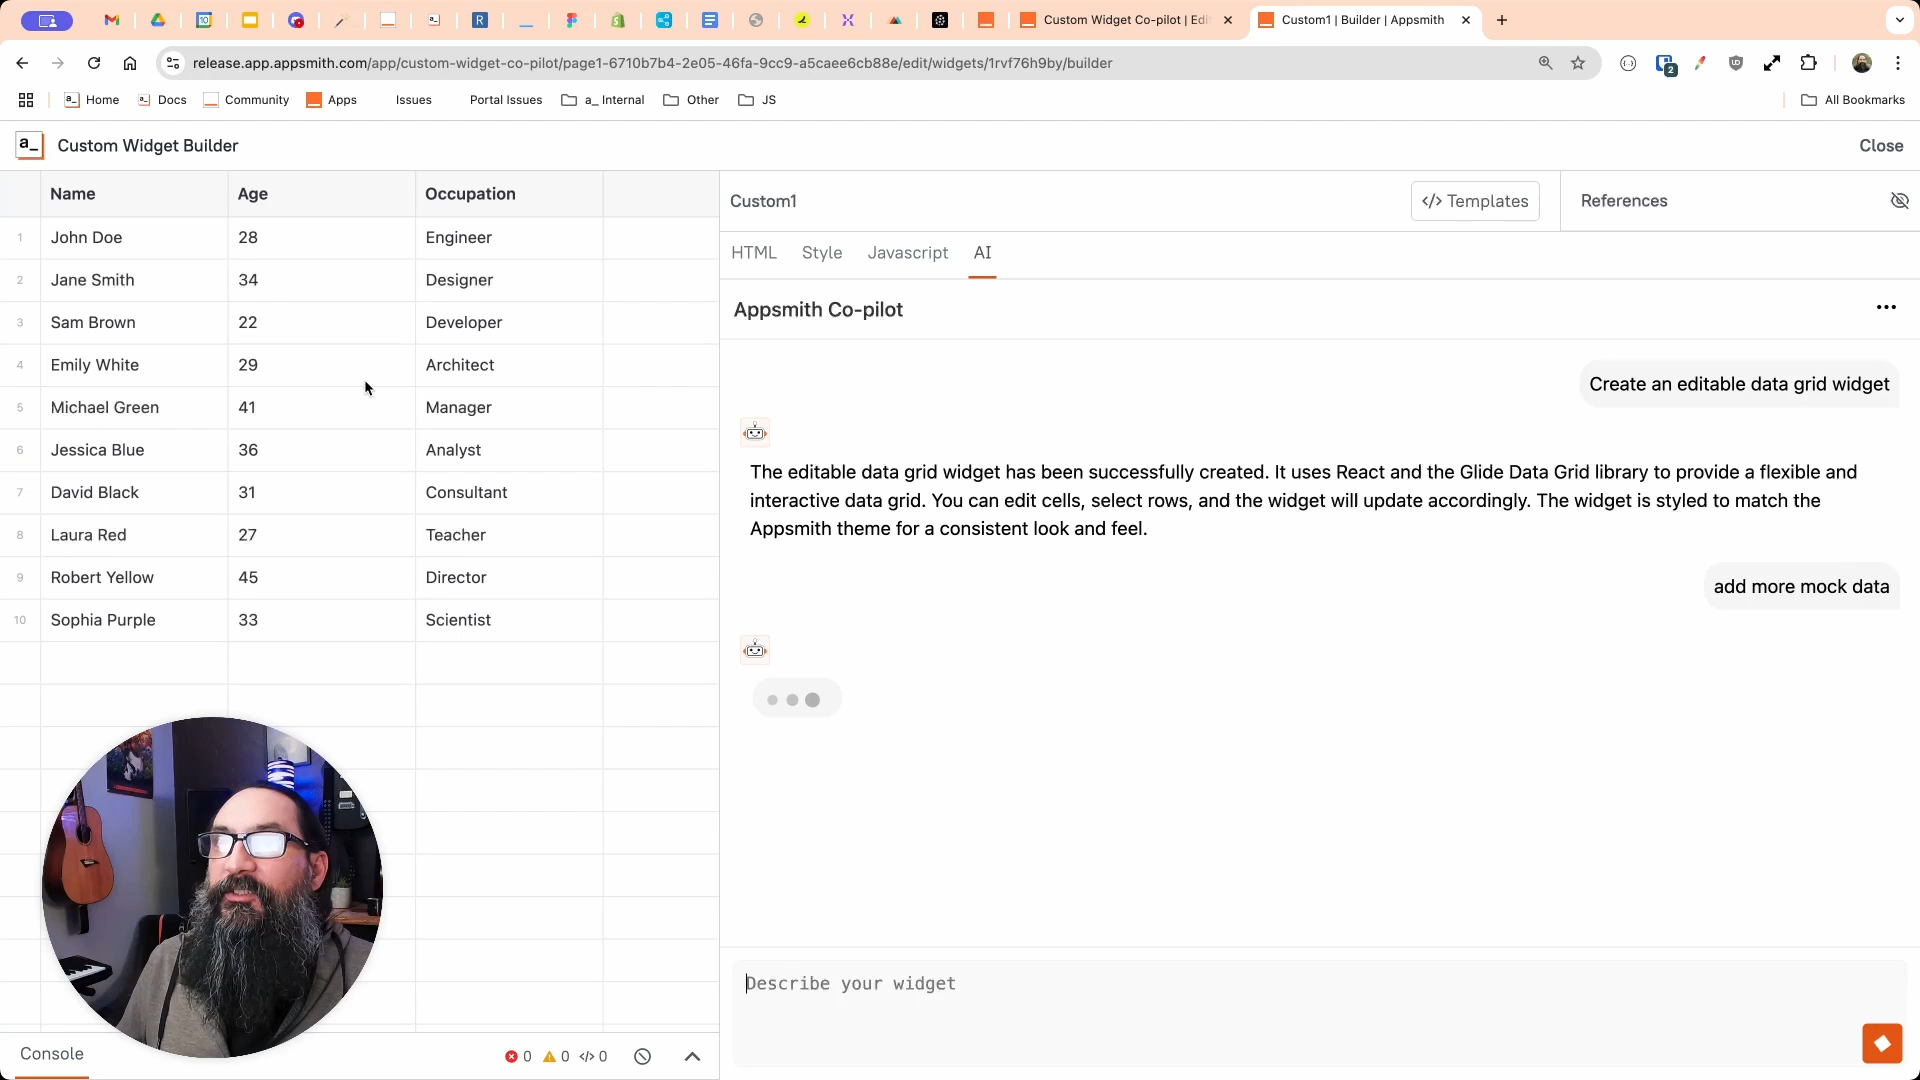 Custom Widget Co-pilot | Edi
Custom1 | Builder | Appsmith
release.app.appsmith.com/app/custom-widget-co-pilot/page1-6710b7b4-2e05-46fa-9cc9-a5caee6cb88e/edit/widgets/1rvf76h9by/builder
2
Home
Docs
Community
Apps
Issues
Portal Issues
a_ Internal
Other
JS
All Bookmarks
a_ Custom Widget Builder
Close
Name Age Occupation
1 John Doe 28 Engineer
2 Jane Smith 34 Designer
3 Sam Brown 22 Developer
4 Emily White 29 Architect
5 Michael Green 41 Manager
6 Jessica Blue 36 Analyst
7 David Black 31 Consultant
8 Laura Red 27 Teacher
9 Robert Yellow 45 Director
10 Sophia Purple 33 Scientist
Console
0 0 </> 0
Custom1
</> Templates
References
HTML Style Javascript AI
Appsmith Co-pilot
Create an editable data grid widget
The editable data grid widget has been successfully created. It uses React and the Glide Data Grid library to provide a flexible and
interactive data grid. You can edit cells, select rows, and the widget will update accordingly. The widget is styled to match the
Appsmith theme for a consistent look and feel.
add more mock data
Describe your widget